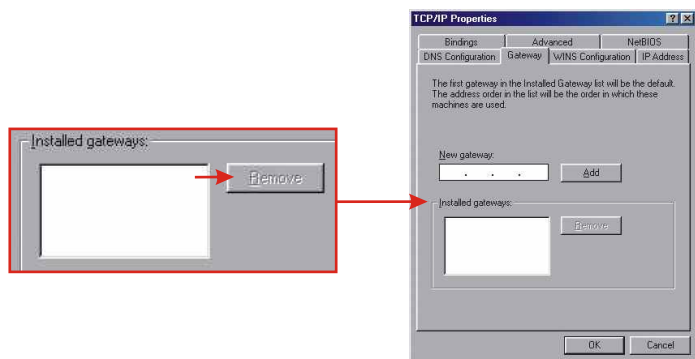 Installed gateways:
Remove
TCP/IP Properties
Bindings Advanced NetBIOS
DNS Configuration Gateway WINS Configuration IP Address
The first gateway in the Installed Gateway list will be the default.
The address order in the list will be the order in which these
machines are used.
New gateway:
. . . Add
Installed gateways:
Remove
OK Cancel